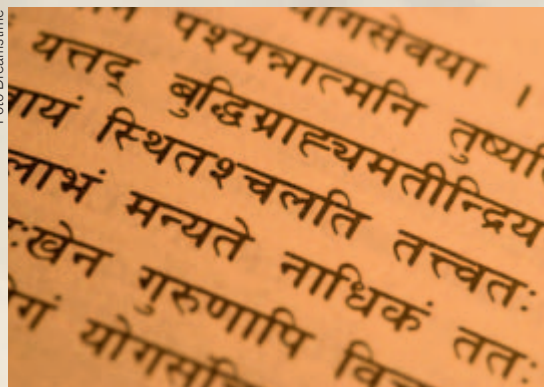 योगसेवया ।
पश्यन्नात्मनि तुष्यति
यत्तद् बुद्धिग्राह्यमतीन्द्रिय
वायं स्थितश्चलति तत्त्वतः
लाभं मन्यते नाधिकं ततः
ःखेन गुरुणापि